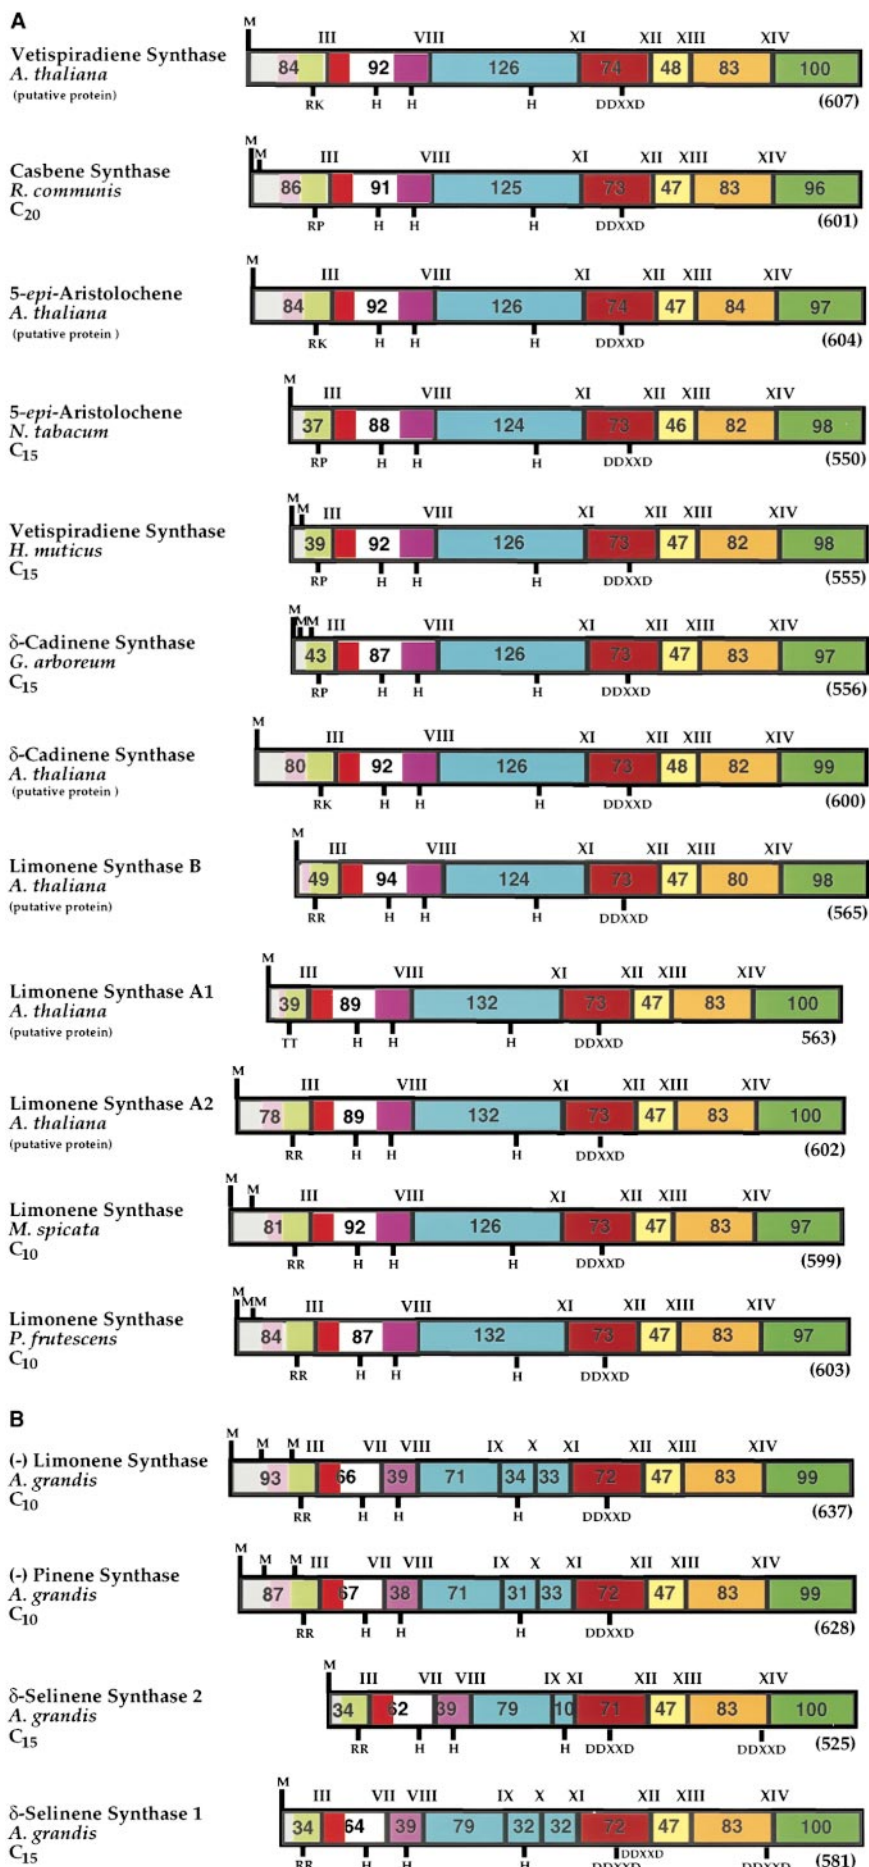 A
M III VIII XI XII XIII XIV
Vetispiradiene Synthase
A. thaliana
(putative protein)
84 92 126 74 48 83 100
RK H H H DDXXD (607)
M M III VIII XI XII XIII XIV
Casbene Synthase
R. communis
C20
86 91 125 73 47 83 96
RP H H H DDXXD (601)
M III VIII XI XII XIII XIV
5-epi-Aristolochene
A. thaliana
(putative protein )
84 92 126 74 47 84 97
RK H H H DDXXD (604)
M III VIII XI XII XIII XIV
5-epi-Aristolochene
N. tabacum
C15
37 88 124 73 46 82 98
RP H H H DDXXD (550)
M M III VIII XI XII XIII XIV
Vetispiradiene Synthase
H. muticus
C15
39 92 126 73 47 82 98
RP H H H DDXXD (555)
M M M III VIII XI XII XIII XIV
δ-Cadinene Synthase
G. arboreum
C15
43 87 126 73 47 83 97
RP H H H DDXXD (556)
M III VIII XI XII XIII XIV
δ-Cadinene Synthase
A. thaliana
(putative protein )
80 92 126 73 48 82 99
RK H H H DDXXD (600)
M III VIII XI XII XIII XIV
Limonene Synthase B
A. thaliana
(putative protein)
49 94 124 73 47 80 98
RR H H H DDXXD (565)
M III VIII XI XII XIII XIV
Limonene Synthase A1
A. thaliana
(putative protein)
39 89 132 73 47 83 100
TT H H H DDXXD 563)
M III VIII XI XII XIII XIV
Limonene Synthase A2
A. thaliana
(putative protein)
78 89 132 73 47 83 100
RR H H H DDXXD (602)
M M III VIII XI XII XIII XIV
Limonene Synthase
M. spicata
C10
81 92 126 73 47 83 97
RR H H H DDXXD (599)
M MM III VIII XI XII XIII XIV
Limonene Synthase
P. frutescens
C10
84 87 132 73 47 83 97
RR H H H DDXXD (603)
B
M M M III VII VIII IX X XI XII XIII XIV
(-) Limonene Synthase
A. grandis
C10
93 66 39 71 34 33 72 47 83 99
RR H H H DDXXD (637)
M M M III VII VIII IX X XI XII XIII XIV
(-) Pinene Synthase
A. grandis
C10
87 67 38 71 31 33 72 47 83 99
RR H H H DDXXD (628)
M III VII VIII IX XI XII XIII XIV
δ-Selinene Synthase 2
A. grandis
C15
34 62 39 79 10 71 47 83 100
RR H H H DDXXD DDXXD (525)
M III VII VIII IX X XI XII XIII XIV
δ-Selinene Synthase 1
A. grandis
C15
34 64 39 79 32 32 72 47 83 100
RR H H H DDXXD DDXXD DDXXD (581)